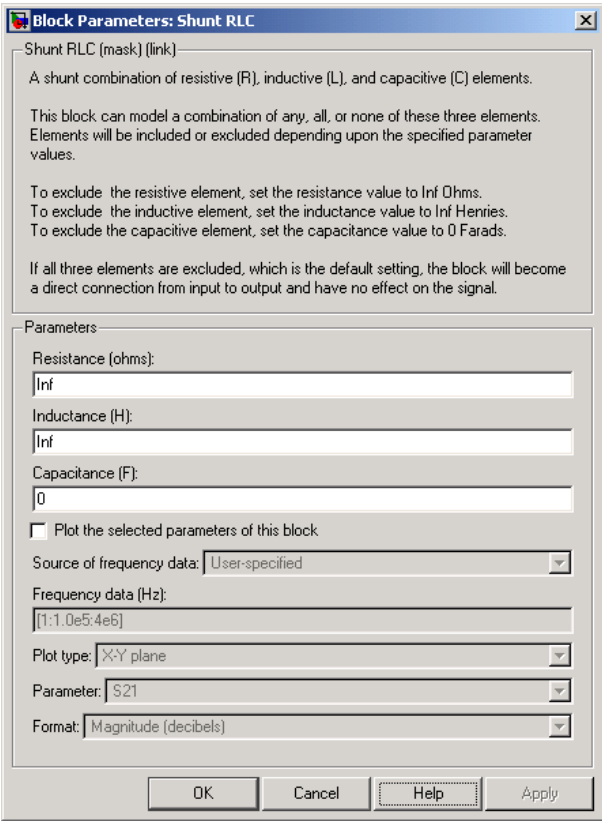 Block Parameters: Shunt RLC
Shunt RLC (mask) (link)
A shunt combination of resistive (R), inductive (L), and capacitive (C) elements.
This block can model a combination of any, all, or none of these three elements.
Elements will be included or excluded depending upon the specified parameter
values.
To exclude  the resistive element, set the resistance value to Inf Ohms.
To exclude  the inductive element, set the inductance value to Inf Henries.
To exclude the capacitive element, set the capacitance value to 0 Farads.
If all three elements are excluded, which is the default setting, the block will become
a direct connection from input to output and have no effect on the signal.
Parameters
Resistance (ohms):
Inf
Inductance (H):
Inf
Capacitance (F):
0
Plot the selected parameters of this block
Source of frequency data: User-specified
Frequency data (Hz):
[1:1.0e5:4e6]
Plot type: X-Y plane
Parameter: S21
Format: Magnitude (decibels)
OK Cancel Help Apply